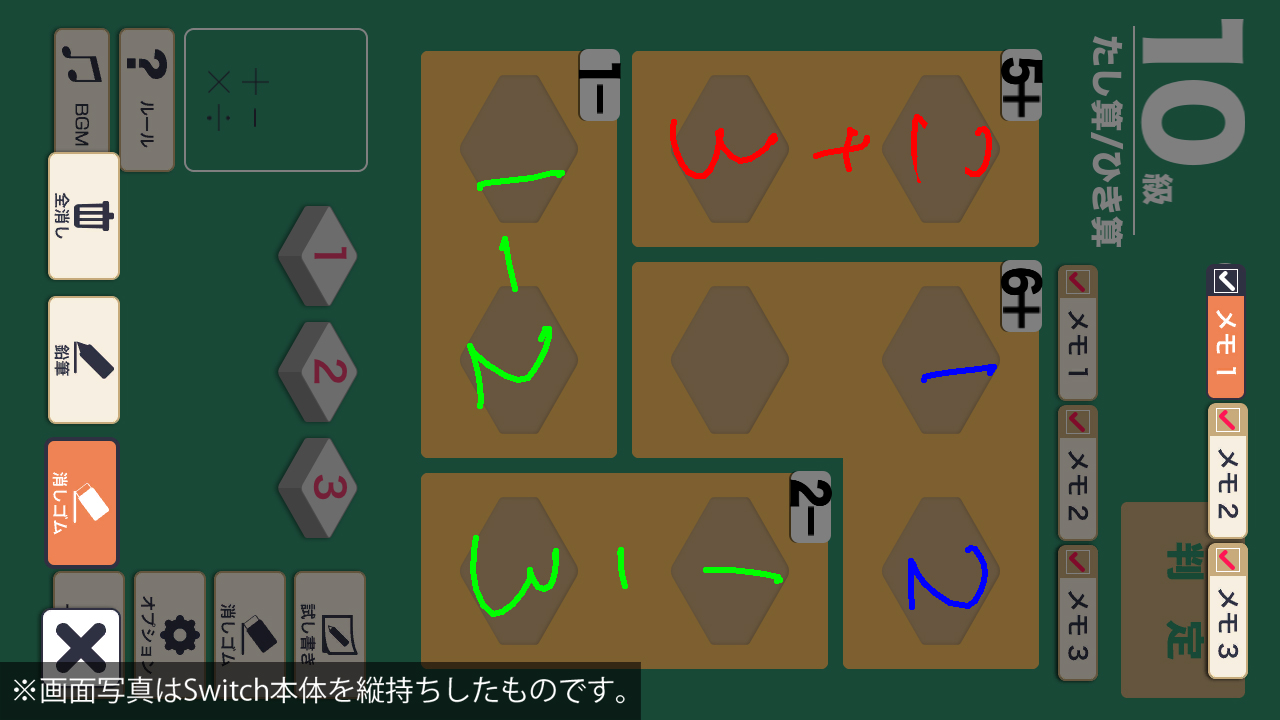 10級
たし算/ひき算
5+
2 + 3
6+
1
2
1−
1 − 2
2−
1 − 3
メモ1
メモ2
メモ3
メモ1
メモ2
メモ3
判定
+ −
× ÷
1
2
3
?
ルール
BGM
全消し
鉛筆
消しゴム
試し書き
消しゴム
オプション
※画面写真はSwitch本体を縦持ちしたものです。